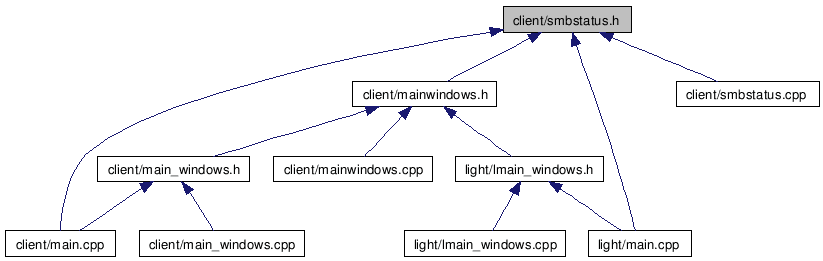 client/smbstatus.h
client/mainwindows.h
client/smbstatus.cpp
client/main_windows.h
client/mainwindows.cpp
light/lmain_windows.h
client/main.cpp
client/main_windows.cpp
light/lmain_windows.cpp
light/main.cpp